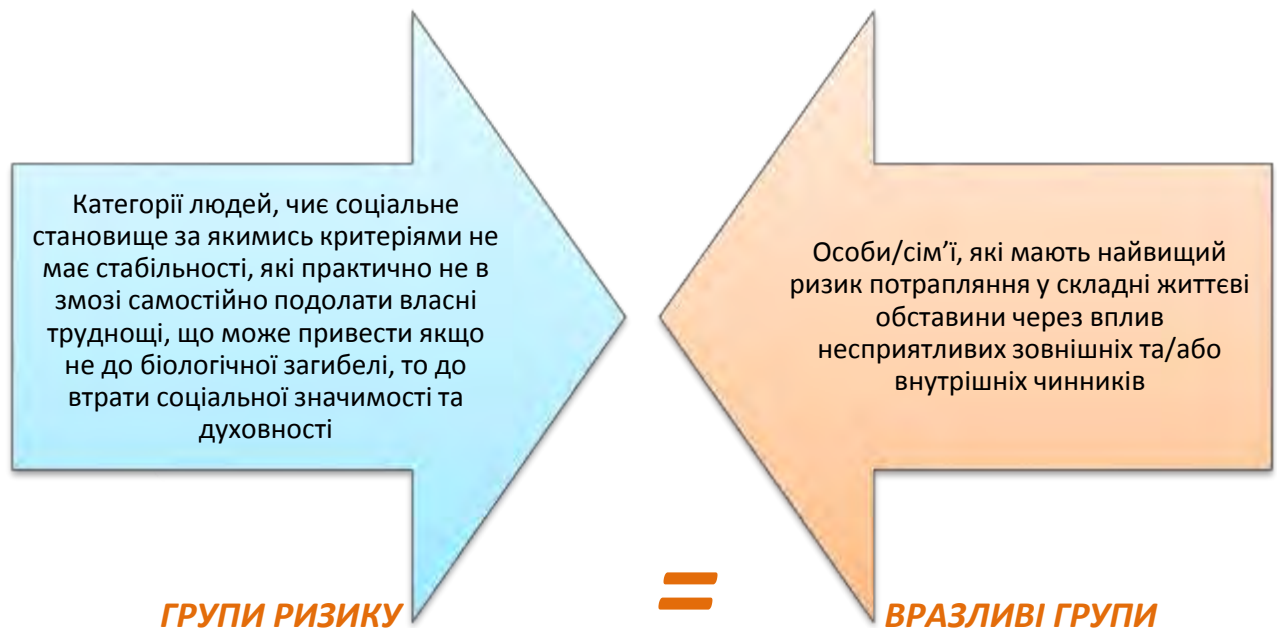 Категорії людей, чиє соціальне
становище за якимись критеріями не
має стабільності, які практично не в
змозі самостійно подолати власні
труднощі, що може привести якщо
не до біологічної загибелі, то до
втрати соціальної значимості та
духовності
Особи/сім’ї, які мають найвищий
ризик потрапляння у складні життєві
обставини через вплив
несприятливих зовнішніх та/або
внутрішніх чинників
ГРУПИ РИЗИКУ
=
ВРАЗЛИВІ ГРУПИ